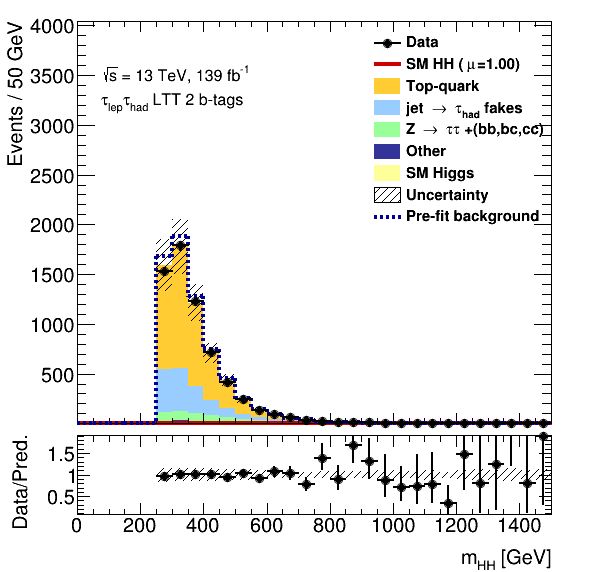 Events / 50 GeV
4000
3500
3000
2500
2000
1500
1000
500
√s = 13 TeV, 139 fb⁻¹
τlepτhad LTT 2 b-tags
Data
SM HH ( μ=1.00)
Top-quark
jet → τhad fakes
Z → ττ +(bb,bc,cc)
Other
SM Higgs
Uncertainty
Pre-fit background
Data/Pred.
1.5
1
0.5
0 200 400 600 800 1000 1200 1400
mHH [GeV]